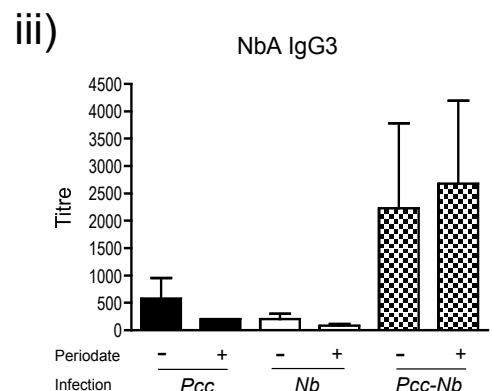 iii)
NbA IgG3
4500
4000
3500
3000
2500
2000
1500
1000
500
0
Titre
Periodate - + - + - +
Infection Pcc Nb Pcc-Nb